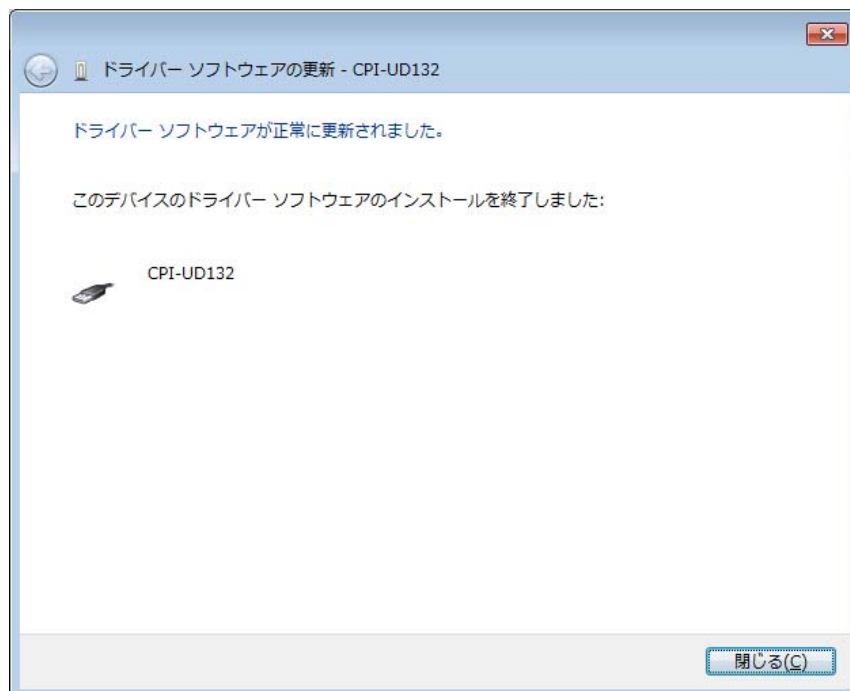 ドライバー ソフトウェアの更新 - CPI-UD132
ドライバー ソフトウェアが正常に更新されました。
このデバイスのドライバー ソフトウェアのインストールを終了しました:
CPI-UD132
閉じる(C)